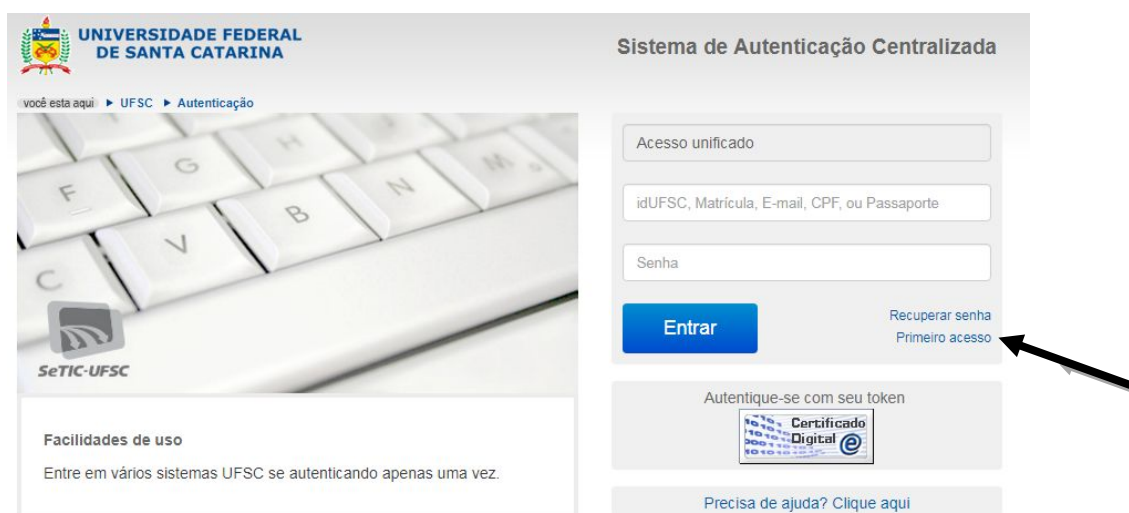 UNIVERSIDADE FEDERAL
DE SANTA CATARINA
Sistema de Autenticação Centralizada
você esta aqui ▶ UFSC ▶ Autenticação
F G H
C V B N M
SeTIC-UFSC
Facilidades de uso
Entre em vários sistemas UFSC se autenticando apenas uma vez.
Acesso unificado
idUFSC, Matrícula, E-mail, CPF, ou Passaporte
Senha
Entrar
Recuperar senha
Primeiro acesso
Autentique-se com seu token
Certificado
Digital
Precisa de ajuda? Clique aqui